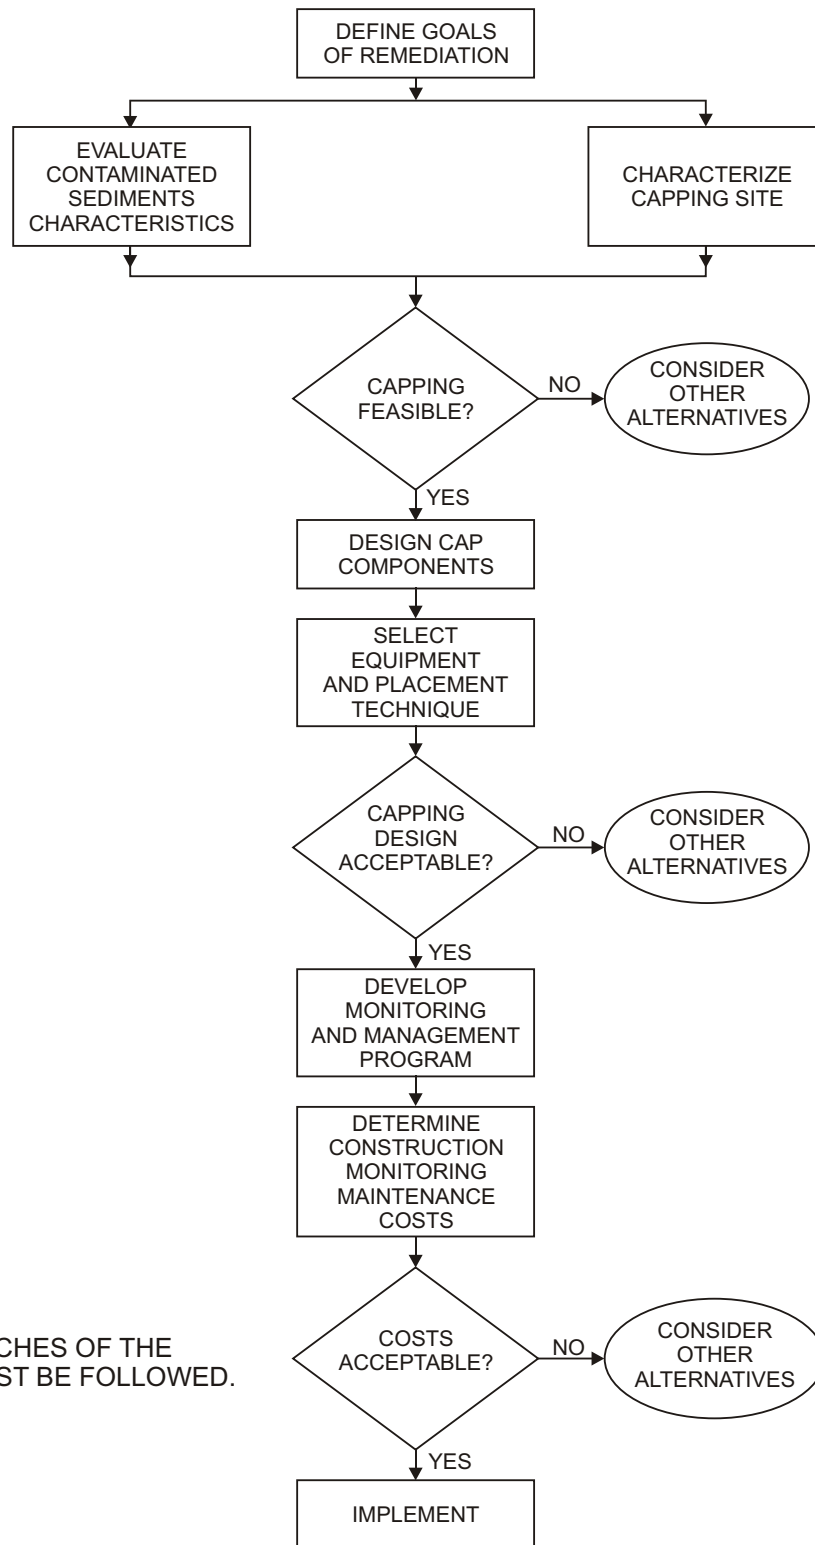 DEFINE GOALS
OF REMEDIATION
EVALUATE
CONTAMINATED
SEDIMENTS
CHARACTERISTICS
CHARACTERIZE
CAPPING SITE
CAPPING
FEASIBLE?
NO
CONSIDER
OTHER
ALTERNATIVES
YES
DESIGN CAP
COMPONENTS
SELECT
EQUIPMENT
AND PLACEMENT
TECHNIQUE
CAPPING
DESIGN
ACCEPTABLE?
NO
CONSIDER
OTHER
ALTERNATIVES
YES
DEVELOP
MONITORING
AND MANAGEMENT
PROGRAM
DETERMINE
CONSTRUCTION
MONITORING
MAINTENANCE
COSTS
OF THE
BE FOLLOWED.
COSTS
ACCEPTABLE?
NO
CONSIDER
OTHER
ALTERNATIVES
YES
IMPLEMENT